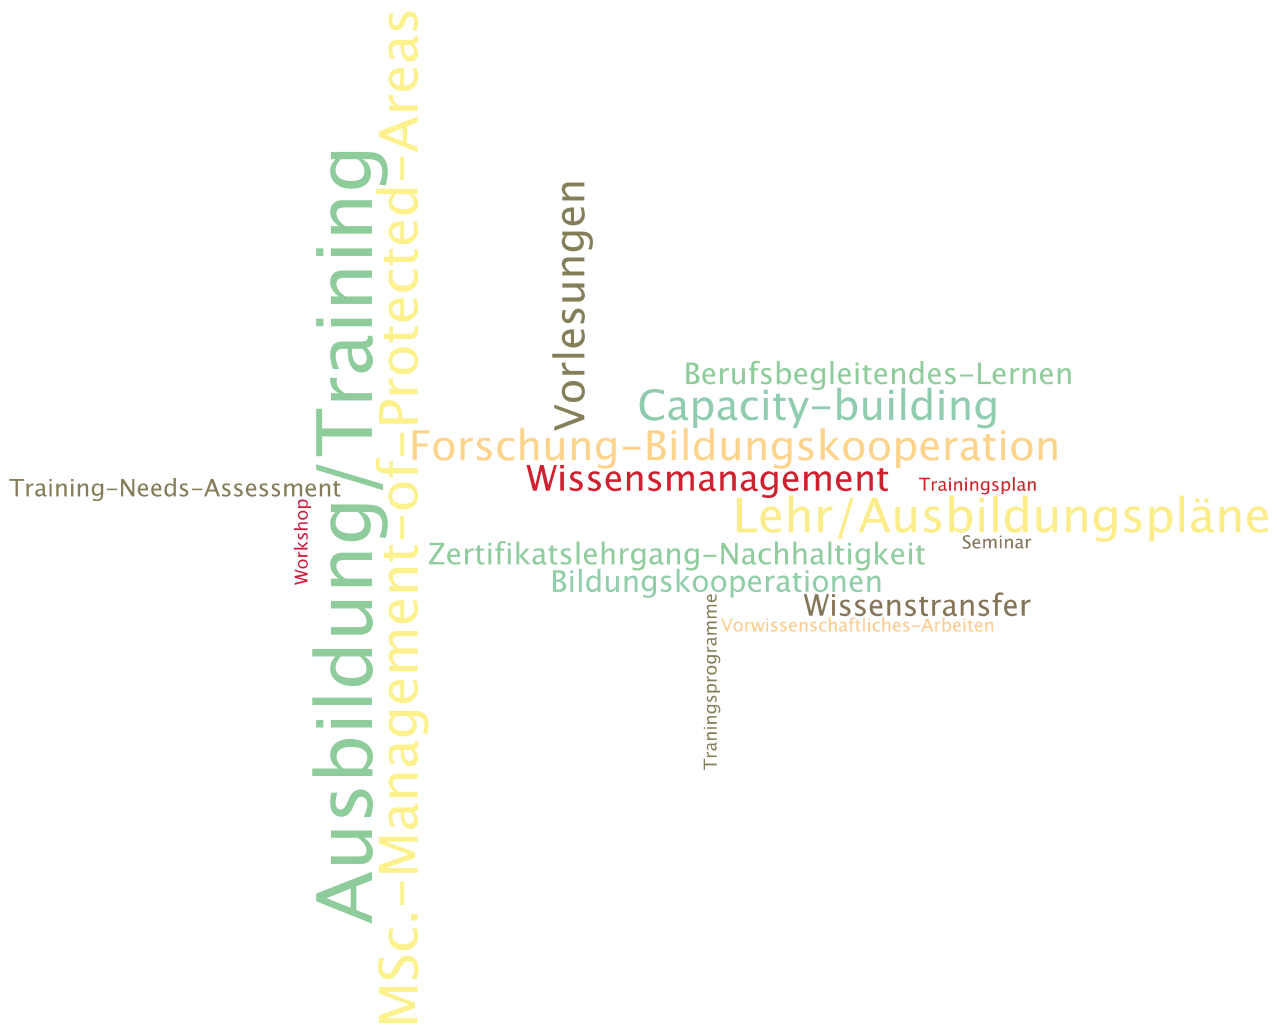 Ausbildung/Training
MSc.-Management-of-Protected-Areas
Vorlesungen
Berufsbegleitendes-Lernen
Capacity-building
Forschung-Bildungskooperation
Wissensmanagement
Training-Needs-Assessment
Trainingsplan
Workshop
Lehr/Ausbildungspläne
Seminar
Zertifikatslehrgang-Nachhaltigkeit
Bildungskooperationen
Wissenstransfer
Vorwissenschaftliches-Arbeiten
Traningsprogramme